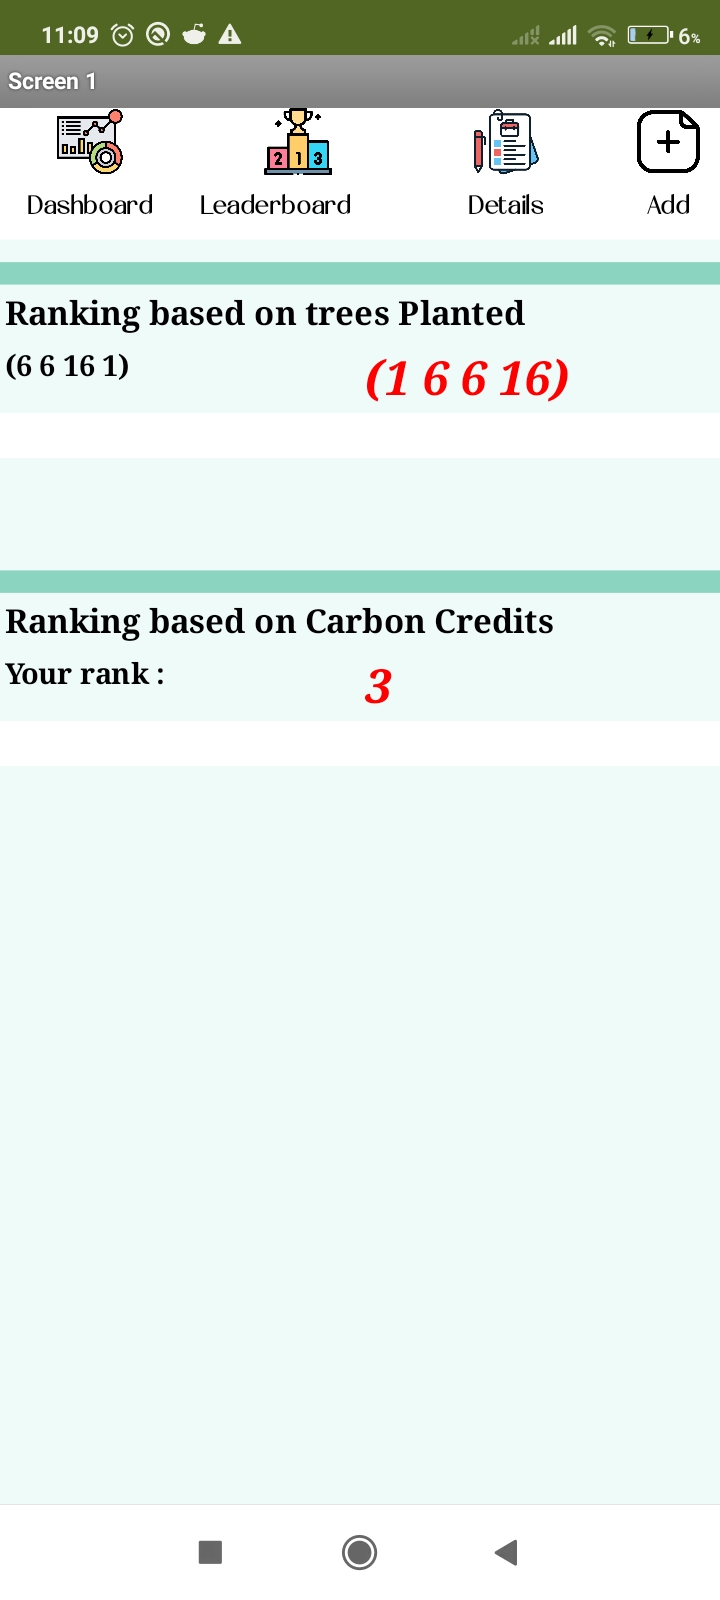 11:09 6%
Screen 1
2 1 3
Dashboard Leaderboard Details Add
Ranking based on trees Planted
(6 6 16 1) (1 6 6 16)
Ranking based on Carbon Credits
Your rank : 3